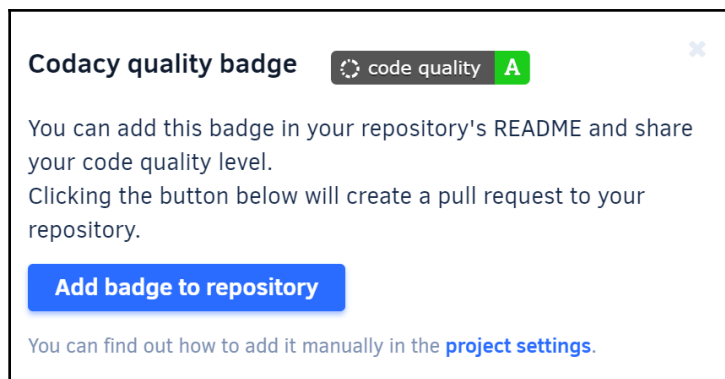 Codacy quality badge code quality A
You can add this badge in your repository's README and share
your code quality level.
Clicking the button below will create a pull request to your
repository.
Add badge to repository
You can find out how to add it manually in the project settings.